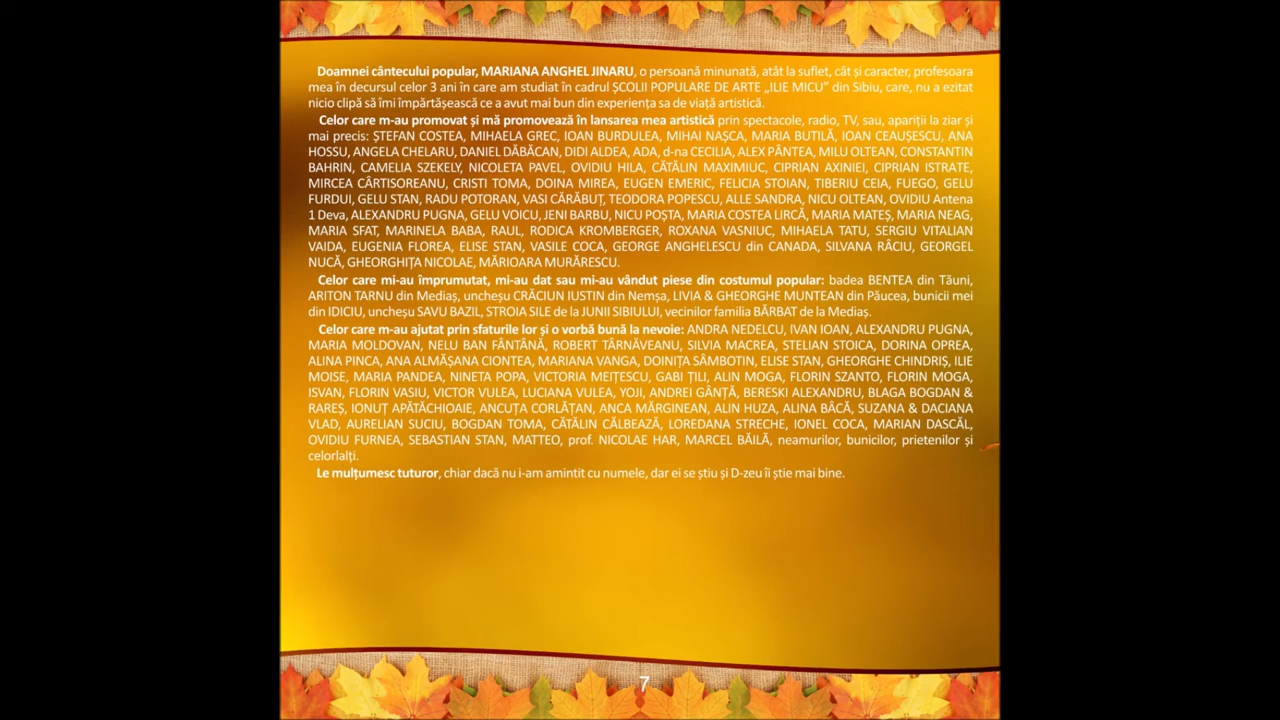 Doamnei cântecului popular, MARIANA ANGHEL JINARU, o persoană minunată, atât la suflet, cât și caracter, profesoara
mea în decursul celor 3 ani în care am studiat în cadrul ȘCOLII POPULARE DE ARTE „ILIE MICU” din Sibiu, care, nu a ezitat
nicio clipă să îmi împărtășească ce a avut mai bun din experiența sa de viață artistică.
Celor care m-au promovat și mă promovează în lansarea mea artistică prin spectacole, radio, TV, sau, apariții la ziar și
mai precis: ȘTEFAN COSTEA, MIHAELA GREC, IOAN BURDULEA, MIHAI NAȘCA, MARIA BUTILĂ, IOAN CEAUȘESCU, ANA
HOSSU, ANGELA CHELARU, DANIEL DĂBĂCAN, DIDI ALDEA, ADA, d-na CECILIA, ALEX PÂNTEA, MILU OLTEAN, CONSTANTIN
BAHRIN, CAMELIA SZEKELY, NICOLETA PAVEL, OVIDIU HILA, CĂTĂLIN MAXIMIUC, CIPRIAN AXINIEI, CIPRIAN ISTRATE,
MIRCEA CÂRTISOREANU, CRISTI TOMA, DOINA MIREA, EUGEN EMERIC, FELICIA STOIAN, TIBERIU CEIA, FUEGO, GELU
FURDUI, GELU STAN, RADU POTORAN, VASI CĂRĂBUȚ, TEODORA POPESCU, ALLE SANDRA, NICU OLTEAN, OVIDIU Antena
1 Deva, ALEXANDRU PUGNA, GELU VOICU, JENI BARBU, NICU POȘTA, MARIA COSTEA LIRCĂ, MARIA MATEȘ, MARIA NEAG,
MARIA SFAT, MARINELA BABA, RAUL, RODICA KROMBERGER, ROXANA VASNIUC, MIHAELA TATU, SERGIU VITALIAN
VAIDA, EUGENIA FLOREA, ELISE STAN, VASILE COCA, GEORGE ANGHELESCU din CANADA, SILVANA RÂCIU, GEORGEL
NUCĂ, GHEORGHIȚA NICOLAE, MĂRIOARA MURĂRESCU.
Celor care mi-au împrumutat, mi-au dat sau mi-au vândut piese din costumul popular: badea BENTEA din Tăuni,
ARITON TARNU din Mediaș, uncheșu CRĂCIUN IUSTIN din Nemșa, LIVIA & GHEORGHE MUNTEAN din Păucea, bunicii mei
din IDICIU, uncheșu SAVU BAZIL, STROIA SILE de la JUNII SIBIULUI, vecinilor familia BĂRBAT de la Mediaș.
Celor care m-au ajutat prin sfaturile lor și o vorbă bună la nevoie: ANDRA NEDELCU, IVAN IOAN, ALEXANDRU PUGNA,
MARIA MOLDOVAN, NELU BAN FÂNTÂNĂ, ROBERT TÂRNĂVEANU, SILVIA MACREA, STELIAN STOICA, DORINA OPREA,
ALINA PINCA, ANA ALMĂȘANA CIONTEA, MARIANA VANGA, DOINIȚA SÂMBOTIN, ELISE STAN, GHEORGHE CHINDRIȘ, ILIE
MOISE, MARIA PANDEA, NINETA POPA, VICTORIA MEIȚESCU, GABI ȚILI, ALIN MOGA, FLORIN SZANTO, FLORIN MOGA,
ISVAN, FLORIN VASIU, VICTOR VULEA, LUCIANA VULEA, YOJI, ANDREI GÂNȚĂ, BERESKI ALEXANDRU, BLAGA BOGDAN &
RAREȘ, IONUȚ APĂTĂCHIOAIE, ANCUȚA CORLĂȚAN, ANCA MĂRGINEAN, ALIN HUZA, ALINA BÂCĂ, SUZANA & DACIANA
VLAD, AURELIAN SUCIU, BOGDAN TOMA, CĂTĂLIN CĂLBEAZĂ, LOREDANA STRECHE, IONEL COCA, MARIAN DASCĂL,
OVIDIU FURNEA, SEBASTIAN STAN, MATTEO, prof. NICOLAE HAR, MARCEL BĂILĂ, neamurilor, bunicilor, prietenilor și
celorlalți.
Le mulțumesc tuturor, chiar dacă nu i-am amintit cu numele, dar ei se știu și D-zeu îi știe mai bine.
7